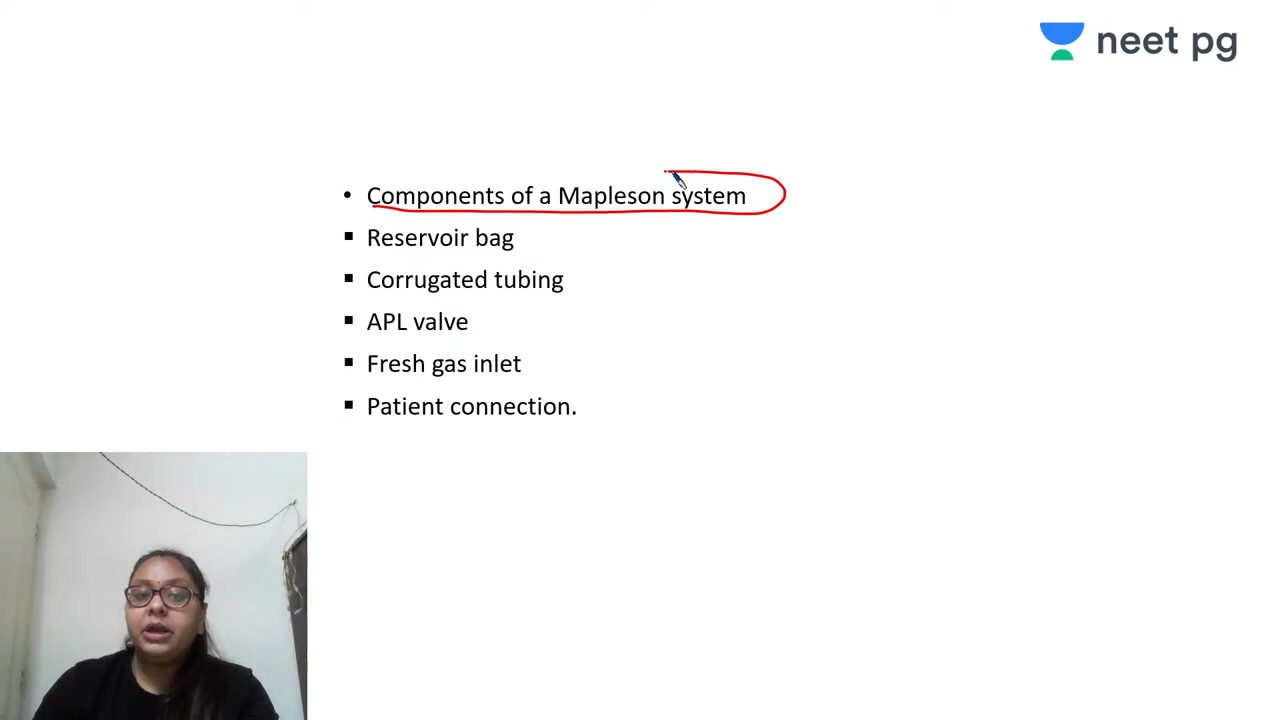 neet pg
• Components of a Mapleson system
▪ Reservoir bag
▪ Corrugated tubing
▪ APL valve
▪ Fresh gas inlet
▪ Patient connection.